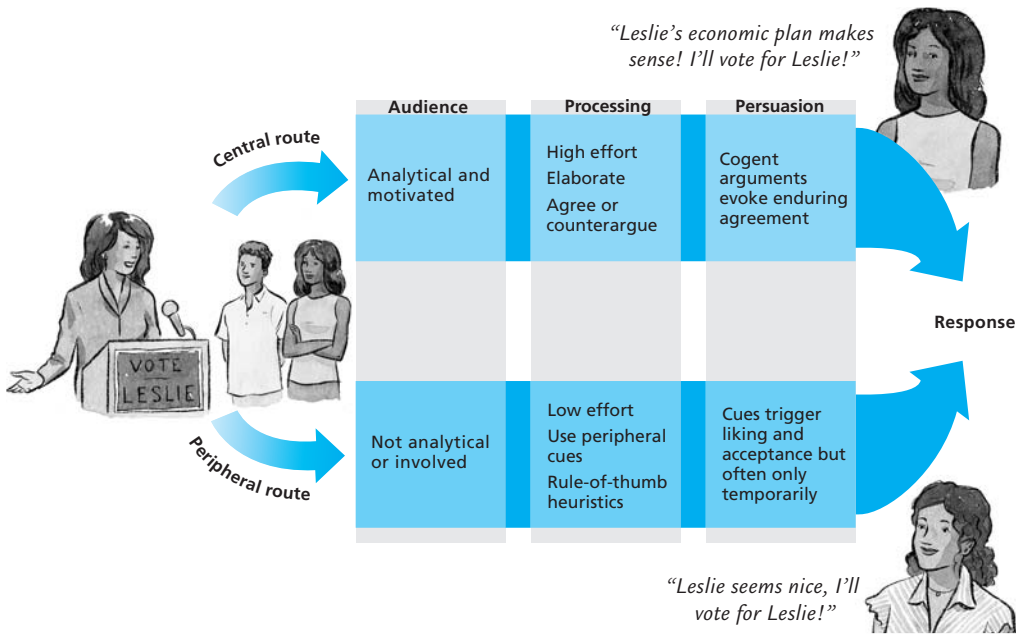 “Leslie’s economic plan makes
sense! I’ll vote for Leslie!”
Audience
Processing
Persuasion
Central route
Analytical and
motivated
High effort
Elaborate
Agree or
counterargue
Cogent
arguments
evoke enduring
agreement
VOTE
LESLIE
Response
Peripheral route
Not analytical
or involved
Low effort
Use peripheral
cues
Rule-of-thumb
heuristics
Cues trigger
liking and
acceptance but
often only
temporarily
“Leslie seems nice, I’ll
vote for Leslie!”